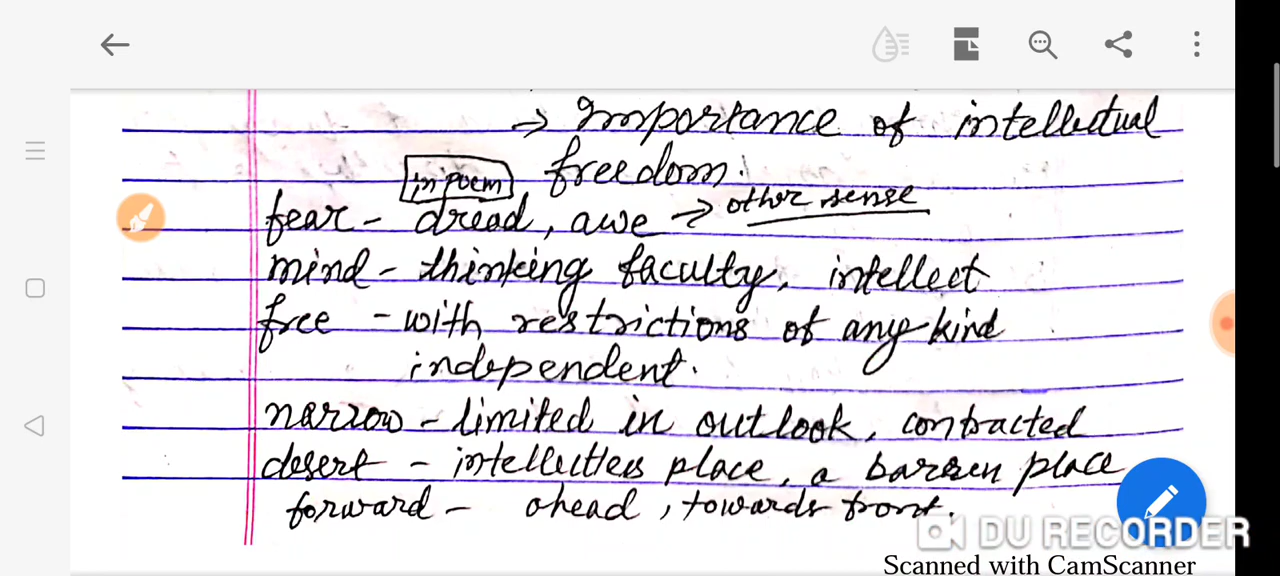 → Importance of intellectual
freedom.
in poem
fear - dread, awe → other sense
mind - thinking faculty, intellect
free - with restrictions of any kind
independent.
narrow - limited in outlook, contracted
desert - intellectless place, a barren place
forward - ahead, towards front.
DU RECORDER
Scanned with CamScanner